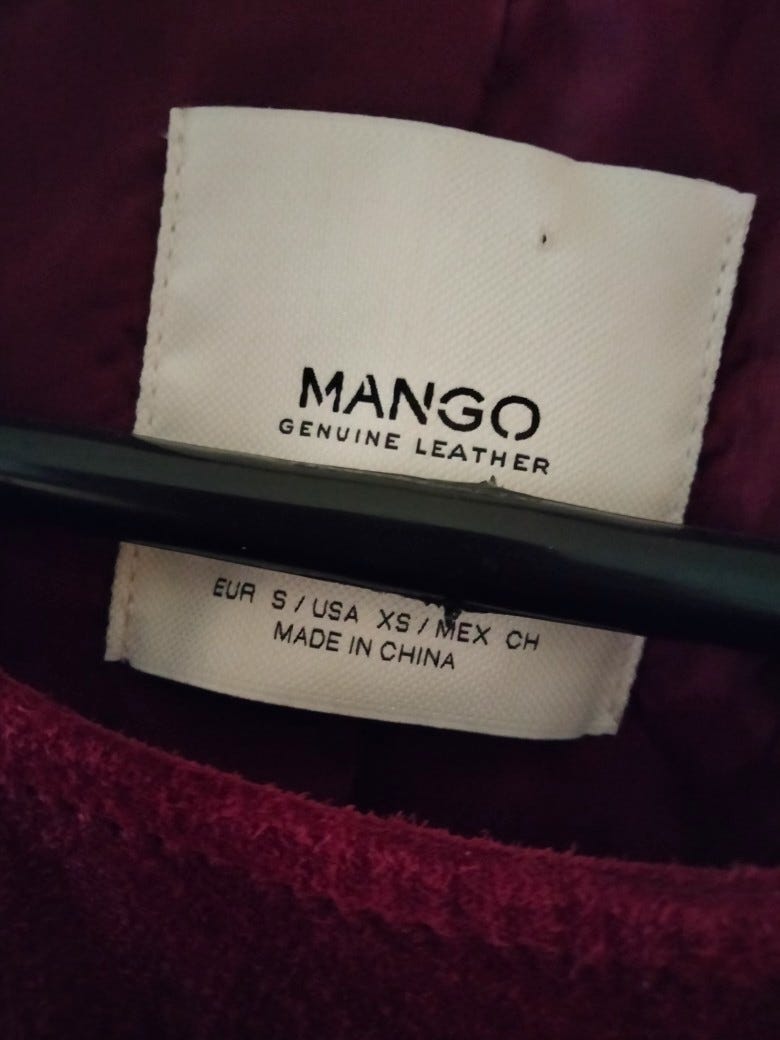 MANGO
GENUINE LEATHER
EUR S / USA XS / MEX CH
MADE IN CHINA